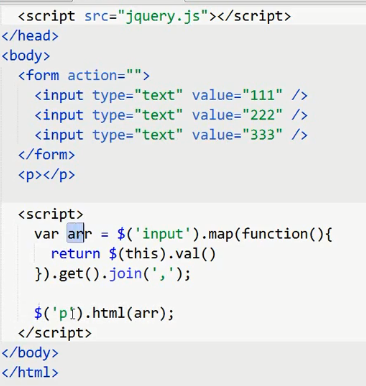 <script src="jquery.js"></script>
</head>
<body>
<form action="">
<input type="text" value="111" />
<input type="text" value="222" />
<input type="text" value="333" />
</form>
<p></p>
<script>
var arr = $('input').map(function(){
return $(this).val()
}).get().join(',');
$('p').html(arr);
</script>
</body>
</html>